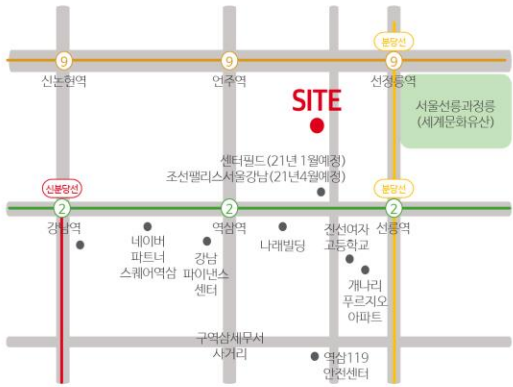 분당선
9
9
9
신논현역
언주역
선정릉역
SITE
서울선릉과정릉
(세계문화유산)
센터필드(21년 1월예정)
조선팰리스서울강남(21년4월예정)
신분당선
분당선
2
2
2
강남역
역삼역
선릉역
네이버
파트너
스퀘어역삼
강남
파이낸스
센터
나래빌딩
진선여자
고등학교
개나리
푸르지오
아파트
구역삼세무서
사거리
역삼119
안전센터